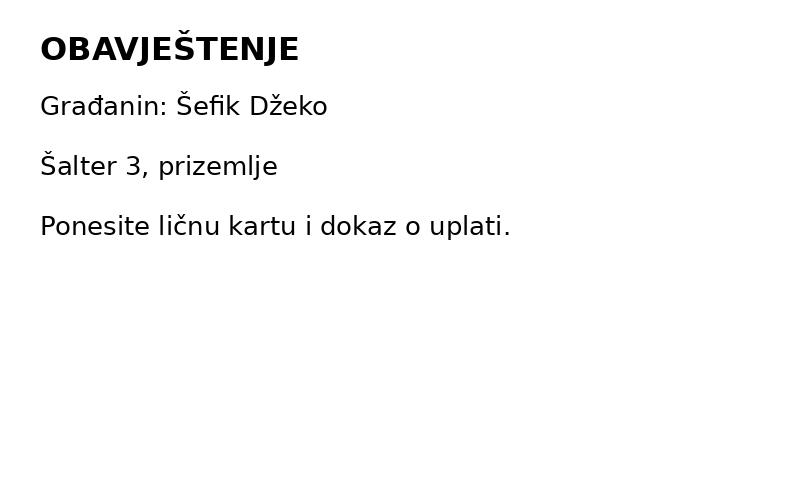 OBAVJEŠTENJE
Građanin: Šefik Džeko
Šalter 3, prizemlje
Ponesite ličnu kartu i dokaz o uplati.